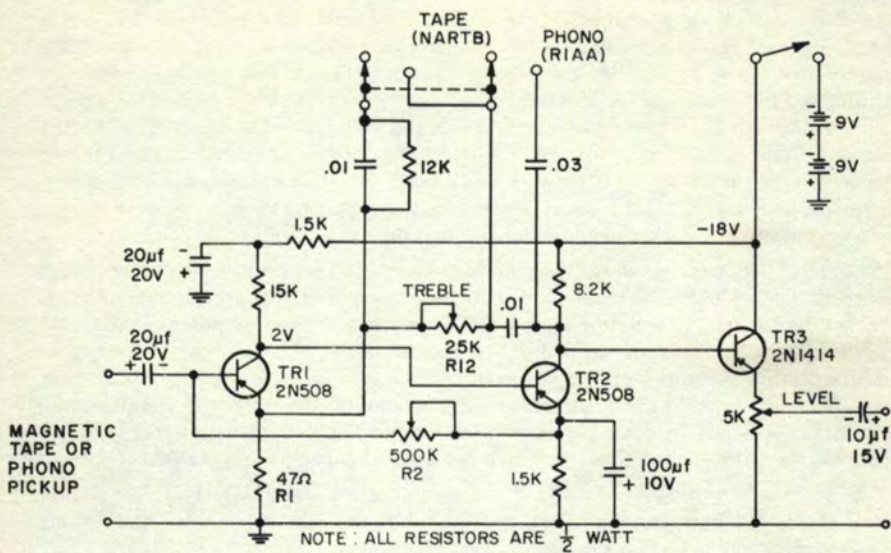 TAPE
(NARTB)
PHONO
(RIAA)
- 9V
+
- 9V
+
.01
12K
.03
1.5K
-18V
20µf -
20V +
15K
TREBLE
.01
8.2K
20µf
20V
+ -
2V
25K
R12
TR1
2N508
TR2
2N508
TR3
2N1414
LEVEL
5K
- +
10µf
15V
MAGNETIC
TAPE OR
PHONO
PICKUP
500K
R2
47Ω
R1
1.5K
- 100µf
+ 10V
NOTE : ALL RESISTORS ARE 1/2 WATT